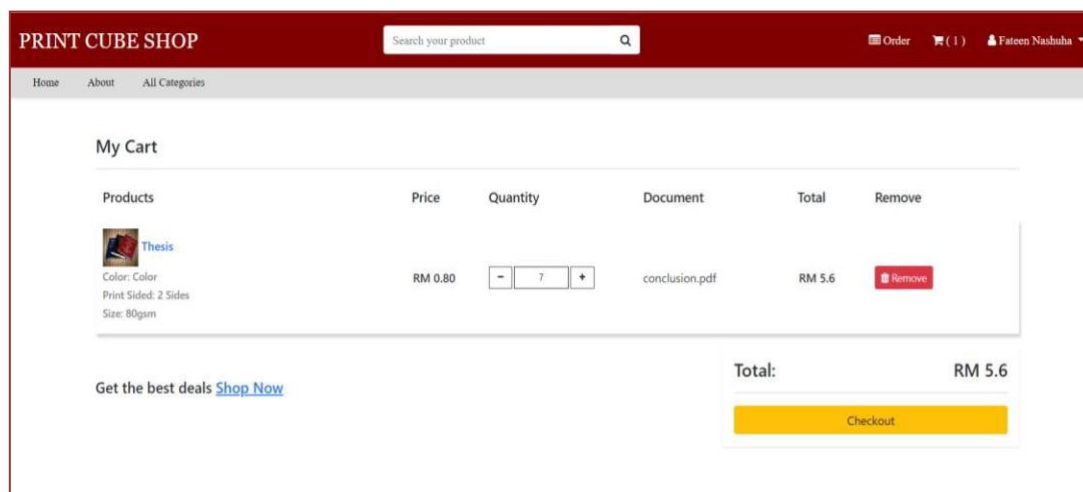 PRINT CUBE SHOP
Search your product
Order
( 1 )
Fateen Nashuha
Home About All Categories
My Cart
Products Price Quantity Document Total Remove
Thesis
Color: Color
Print Sided: 2 Sides
Size: 80gsm
RM 0.80 - 7 + conclusion.pdf RM 5.6 Remove
Get the best deals Shop Now
Total: RM 5.6
Checkout